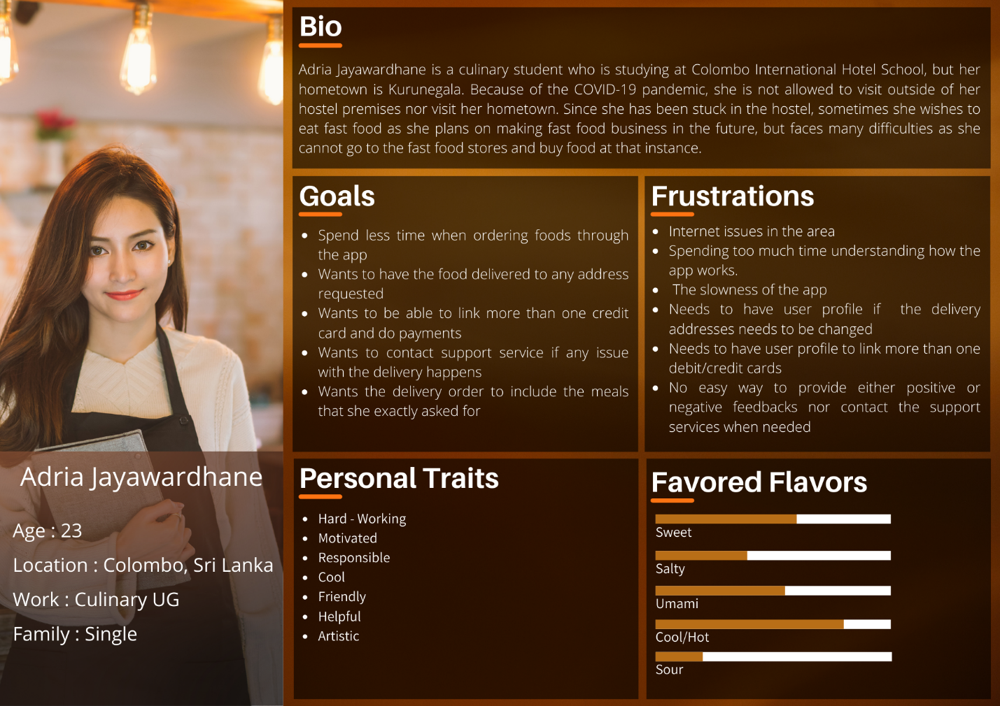 Bio
Adria Jayawardhane is a culinary student who is studying at Colombo International Hotel School, but her
hometown is Kurunegala. Because of the COVID-19 pandemic, she is not allowed to visit outside of her
hostel premises nor visit her hometown. Since she has been stuck in the hostel, sometimes she wishes to
eat fast food as she plans on making fast food business in the future, but faces many difficulties as she
cannot go to the fast food stores and buy food at that instance.
Goals
• Spend less time when ordering foods through
the app
• Wants to have the food delivered to any address
requested
• Wants to be able to link more than one credit
card and do payments
• Wants to contact support service if any issue
with the delivery happens
• Wants the delivery order to include the meals
that she exactly asked for
Frustrations
• Internet issues in the area
• Spending too much time understanding how the
app works.
• The slowness of the app
• Needs to have user profile if the delivery
addresses needs to be changed
• Needs to have user profile to link more than one
debit/credit cards
• No easy way to provide either positive or
negative feedbacks nor contact the support
services when needed
Adria Jayawardhane
Age : 23
Location : Colombo, Sri Lanka
Work : Culinary UG
Family : Single
Personal Traits
• Hard - Working
• Motivated
• Responsible
• Cool
• Friendly
• Helpful
• Artistic
Favored Flavors
Sweet
Salty
Umami
Cool/Hot
Sour